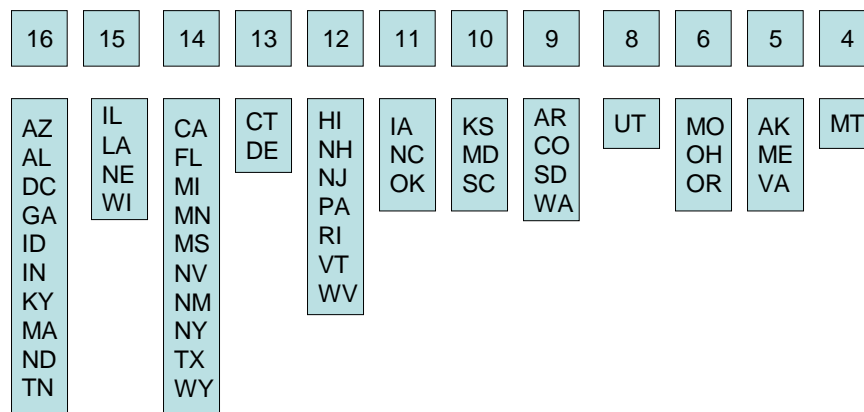 16 15 14 13 12 11 10 9 8 6 5 4
AZ
AL
DC
GA
ID
IN
KY
MA
ND
TN
IL
LA
NE
WI
CA
FL
MI
MN
MS
NV
NM
NY
TX
WY
CT
DE
HI
NH
NJ
PA
RI
VT
WV
IA
NC
OK
KS
MD
SC
AR
CO
SD
WA
UT
MO
OH
OR
AK
ME
VA
MT